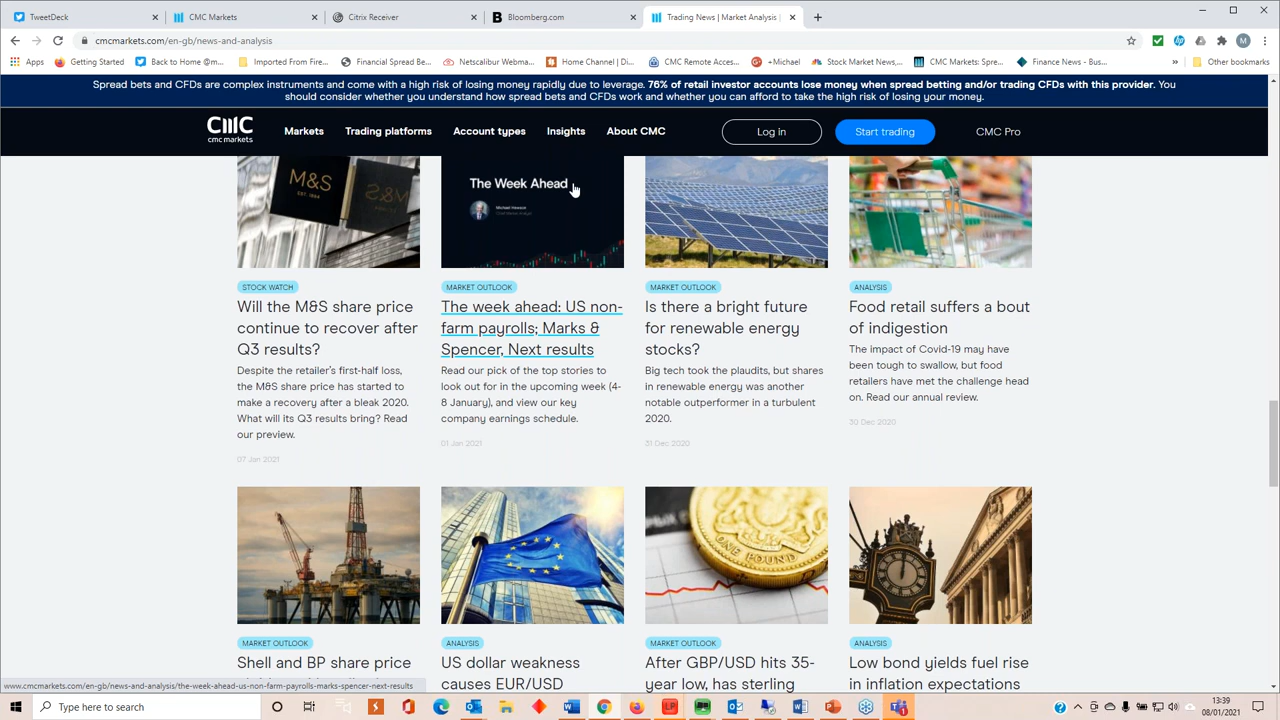 TweetDeck
CMC Markets
Citrix Receiver
Bloomberg.com
Trading News | Market Analysis |
cmcmarkets.com/en-gb/news-and-analysis
M
Apps
Getting Started
Back to Home @m...
Imported From Fire...
Financial Spread Be...
Netscalibur Webma...
Home Channel | Di...
CMC Remote Acces...
+Michael
Stock Market News,...
CMC Markets: Spre...
Finance News - Bus...
»
Other bookmarks
Spread bets and CFDs are complex instruments and come with a high risk of losing money rapidly due to leverage. 76% of retail investor accounts lose money when spread betting and/or trading CFDs with this provider. You
should consider whether you understand how spread bets and CFDs work and whether you can afford to take the high risk of losing your money.
CMC
cmc markets
Markets
Trading platforms
Account types
Insights
About CMC
Log in
Start trading
CMC Pro
M&S
EST. 1884
The Week Ahead
Michael Hewson
Chief Market Analyst
STOCK WATCH
Will the M&S share price
continue to recover after
Q3 results?
Despite the retailer's first-half loss,
the M&S share price has started to
make a recovery after a bleak 2020.
What will its Q3 results bring? Read
our preview.
07 Jan 2021
MARKET OUTLOOK
The week ahead: US non-
farm payrolls; Marks &
Spencer, Next results
Read our pick of the top stories to
look out for in the upcoming week (4-
8 January), and view our key
company earnings schedule.
01 Jan 2021
MARKET OUTLOOK
Is there a bright future
for renewable energy
stocks?
Big tech took the plaudits, but shares
in renewable energy was another
notable outperformer in a turbulent
2020.
31 Dec 2020
ANALYSIS
Food retail suffers a bout
of indigestion
The impact of Covid-19 may have
been tough to swallow, but food
retailers have met the challenge head
on. Read our annual review.
30 Dec 2020
ONE POUND
MARKET OUTLOOK
Shell and BP share price
ANALYSIS
US dollar weakness
causes EUR/USD
MARKET OUTLOOK
After GBP/USD hits 35-
year low, has sterling
ANALYSIS
Low bond yields fuel rise
in inflation expectations
www.cmcmarkets.com/en-gb/news-and-analysis/the-week-ahead-us-non-farm-payrolls-marks-spencer-next-results
Type here to search
13:39
08/01/2021